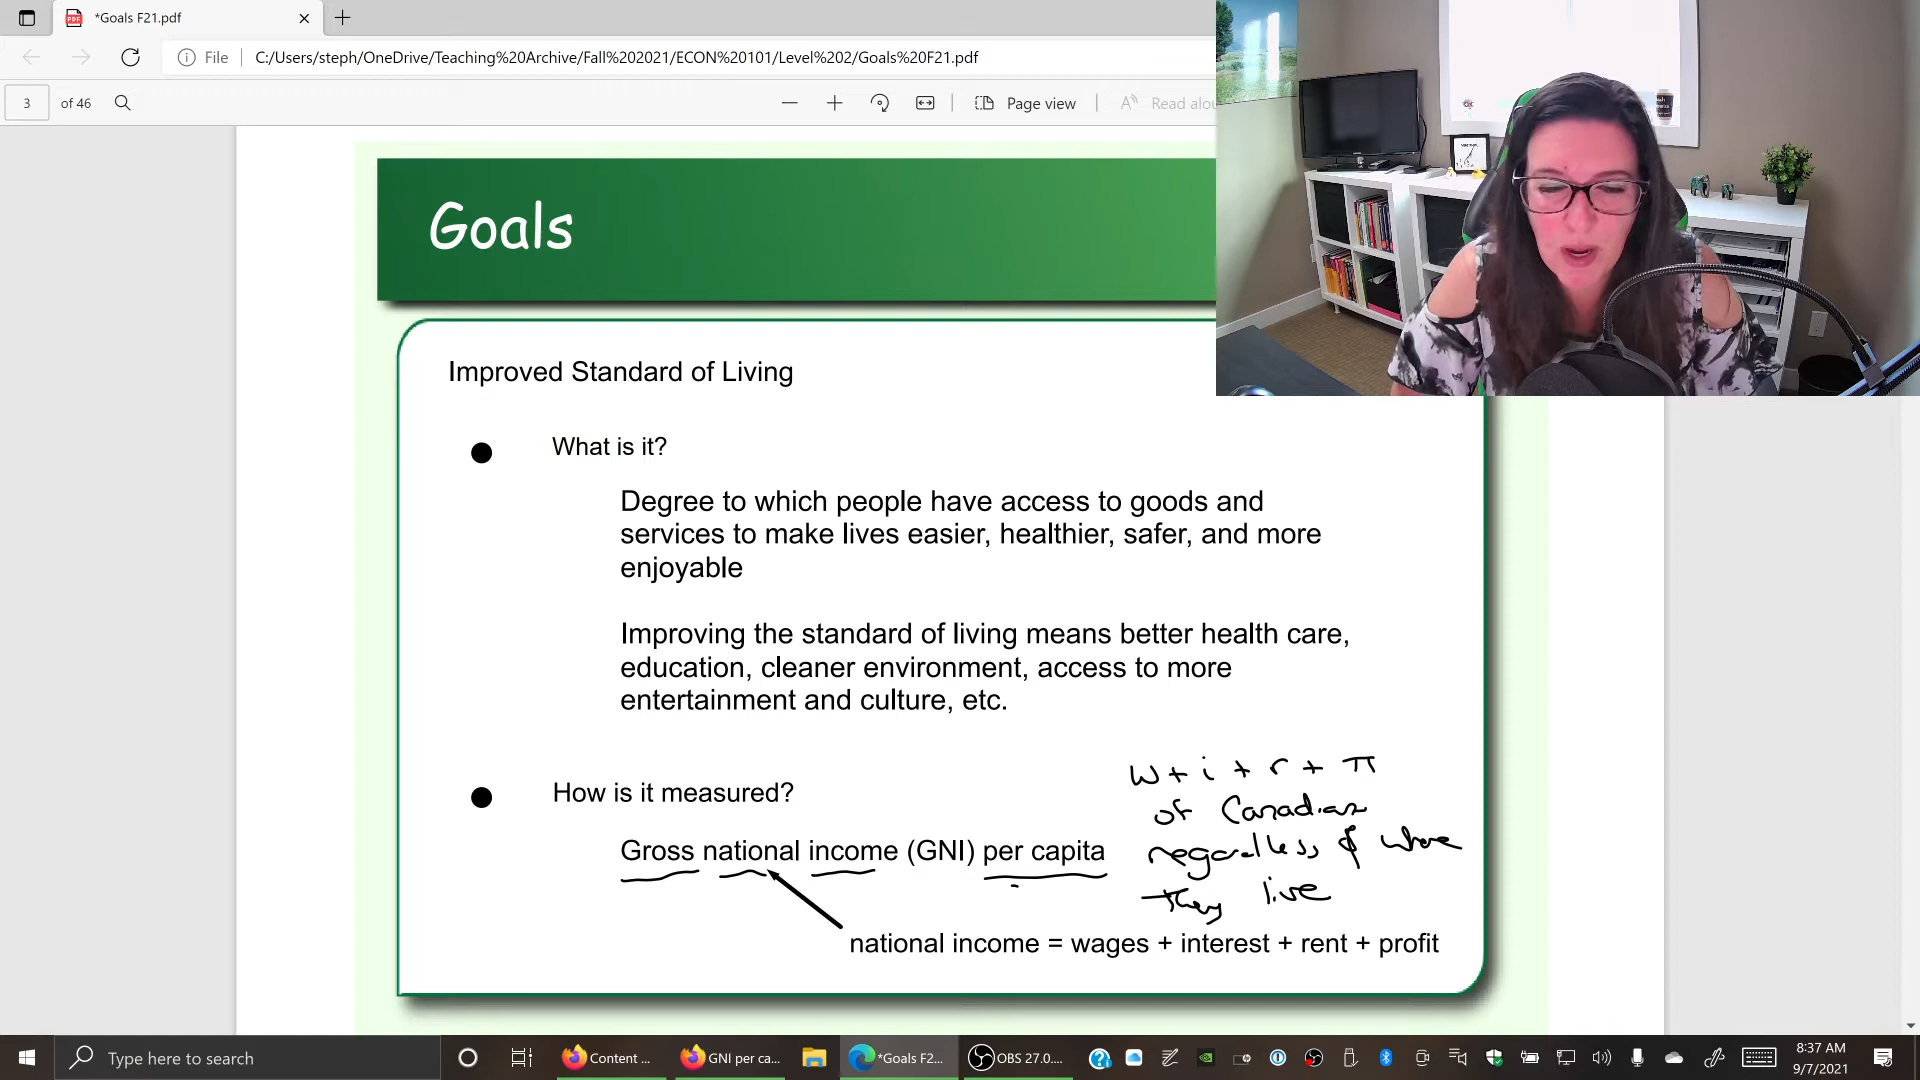 *Goals F21.pdf
File C:/Users/steph/OneDrive/Teaching%20Archive/Fall%202021/ECON%20101/Level%202/Goals%20F21.pdf
3 of 46 Page view Read alou
Goals
Improved Standard of Living
What is it?
Degree to which people have access to goods and
services to make lives easier, healthier, safer, and more
enjoyable
Improving the standard of living means better health care,
education, cleaner environment, access to more
entertainment and culture, etc.
How is it measured?
w + i + r + π
of Canadians
regardless of where
they live
Gross national income (GNI) per capita
national income = wages + interest + rent + profit
Type here to search Content ... GNI per ca... *Goals F2... OBS 27.0.... 8:37 AM
9/7/2021